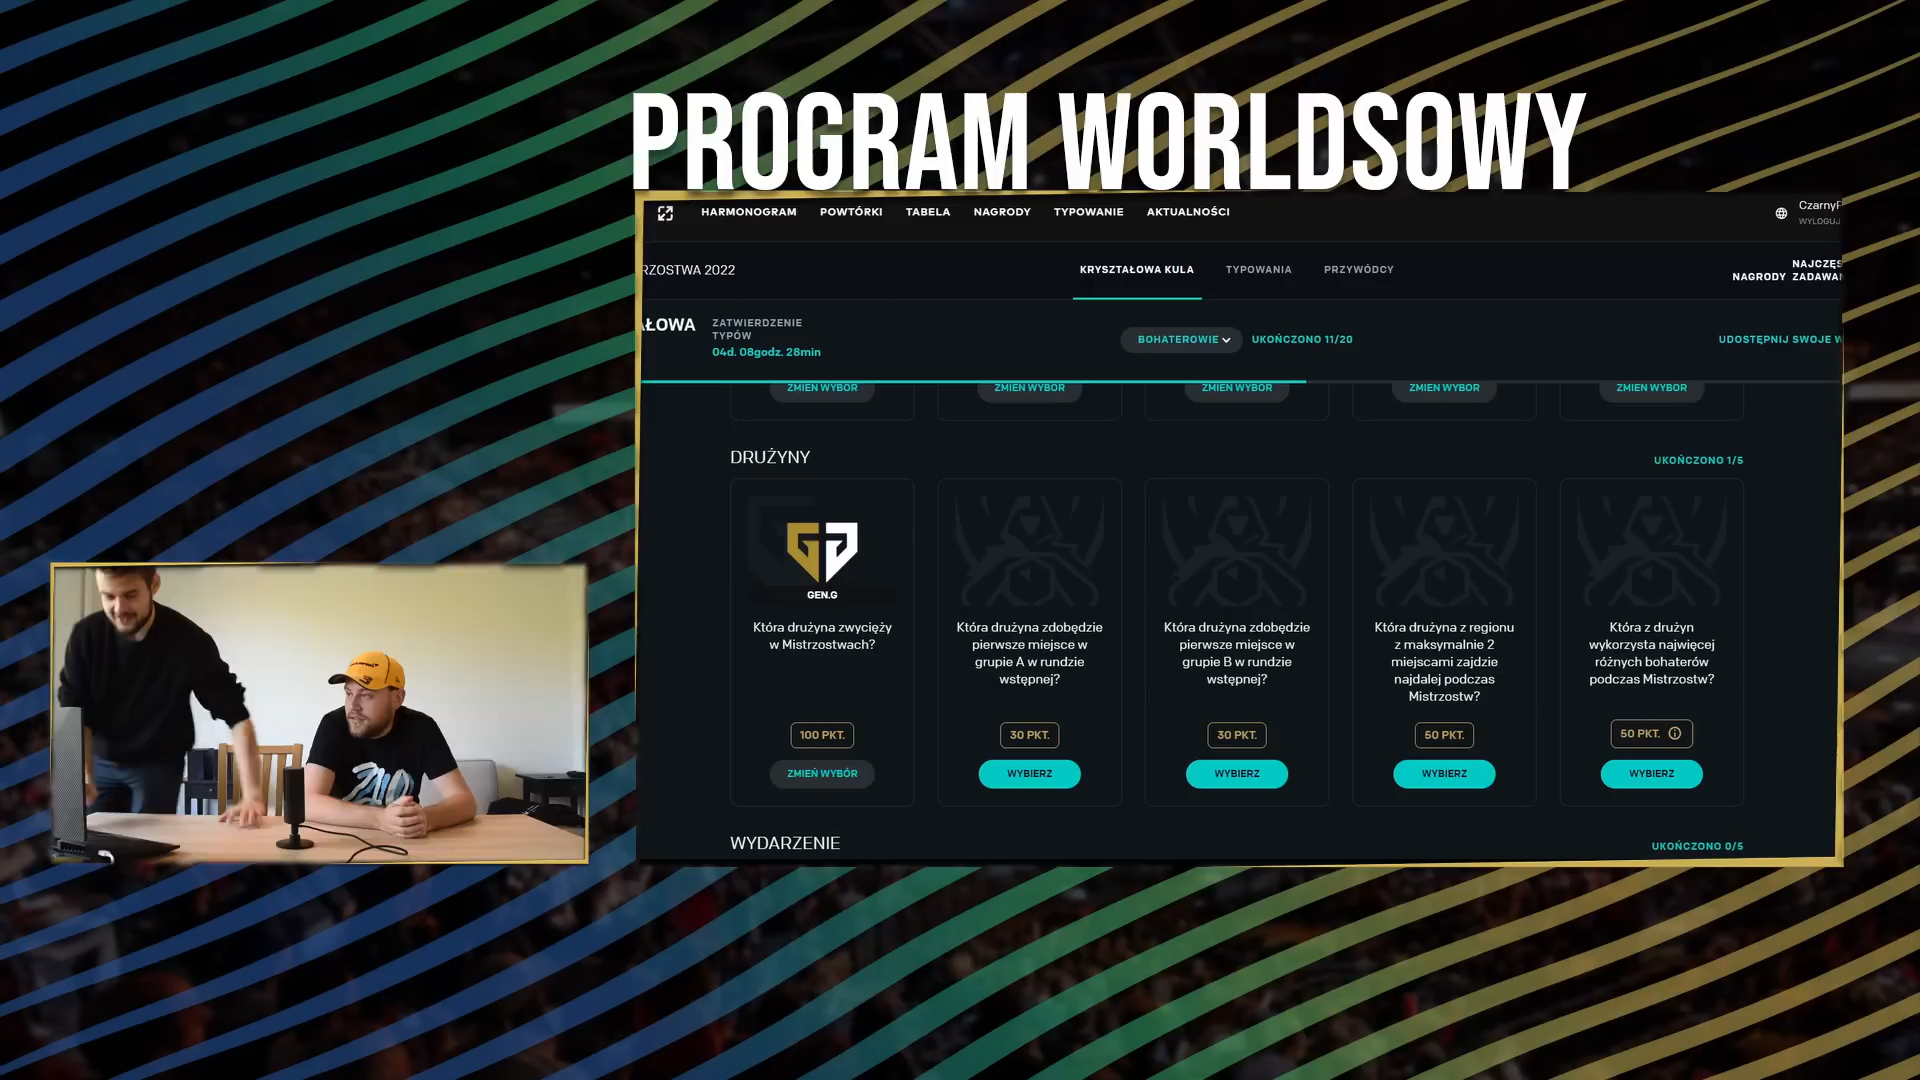 PROGRAM WORLDSOWY
HARMONOGRAM POWTÓRKI TABELA NAGRODY TYPOWANIE AKTUALNOŚCI
WYLOGUJ
RZOSTWA 2022
KRYSZTAŁOWA KULA TYPOWANIA PRZYWÓDCY
NAGRODY
ŁOWA
ZATWIERDZENIE
TYPÓW
04d. 08godz. 28min
BOHATEROWIE UKOŃCZONO 11/20
UDOSTĘPNIJ SWOJE W
ZMIEŃ WYBÓR ZMIEŃ WYBÓR ZMIEŃ WYBÓR ZMIEŃ WYBÓR ZMIEŃ WYBÓR
DRUŻYNY
UKOŃCZONO 1/5
GEN.G
Która drużyna zwycięży
w Mistrzostwach?
100 PKT.
ZMIEŃ WYBÓR
Która drużyna zdobędzie
pierwsze miejsce w
grupie A w rundzie
wstępnej?
30 PKT.
WYBIERZ
Która drużyna zdobędzie
pierwsze miejsce w
grupie B w rundzie
wstępnej?
30 PKT.
WYBIERZ
Która drużyna z regionu
z maksymalnie 2
miejscami zajdzie
najdalej podczas
Mistrzostw?
50 PKT.
WYBIERZ
Która z drużyn
wykorzysta najwięcej
różnych bohaterów
podczas Mistrzostw?
50 PKT.
WYBIERZ
WYDARZENIE
UKOŃCZONO 0/5